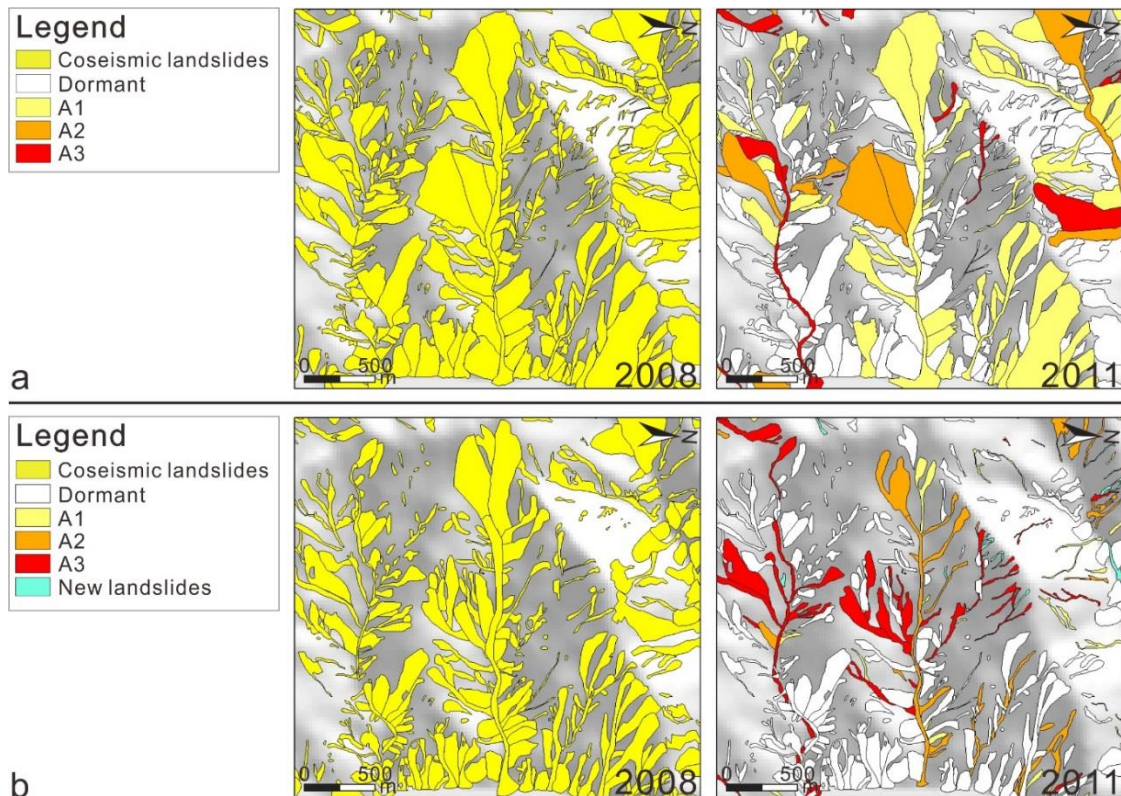 Legend
Coseismic landslides
Dormant
A1
A2
A3
N
0 500
m
2008
N
0 500
m
2011
a
Legend
Coseismic landslides
Dormant
A1
A2
A3
New landslides
N
0 500
m
2008
N
0 500
m
2011
b